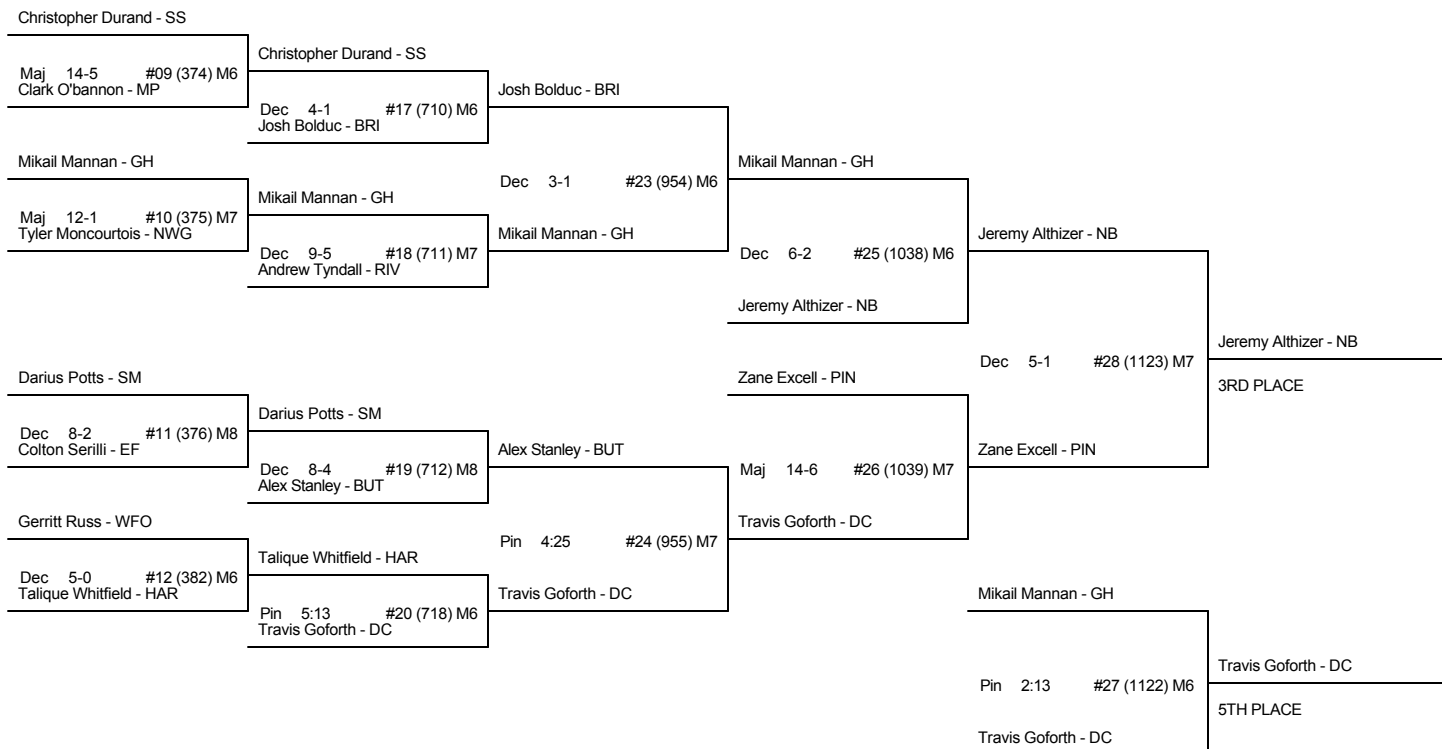 Christopher Durand - SS
Maj 14-5 #09 (374) M6
Clark O'bannon - MP
Mikail Mannan - GH
Maj 12-1 #10 (375) M7
Tyler Moncourtois - NWG
Darius Potts - SM
Dec 8-2 #11 (376) M8
Colton Serilli - EF
Gerritt Russ - WFO
Dec 5-0 #12 (382) M6
Talique Whitfield - HAR
Christopher Durand - SS
Dec 4-1 #17 (710) M6
Josh Bolduc - BRI
Mikail Mannan - GH
Dec 9-5 #18 (711) M7
Andrew Tyndall - RIV
Darius Potts - SM
Dec 8-4 #19 (712) M8
Alex Stanley - BUT
Talique Whitfield - HAR
Pin 5:13 #20 (718) M6
Travis Goforth - DC
Josh Bolduc - BRI
Dec 3-1 #23 (954) M6
Mikail Mannan - GH
Alex Stanley - BUT
Pin 4:25 #24 (955) M7
Travis Goforth - DC
Mikail Mannan - GH
Dec 6-2 #25 (1038) M6
Jeremy Althizer - NB
Zane Excell - PIN
Maj 14-6 #26 (1039) M7
Travis Goforth - DC
Jeremy Althizer - NB
Dec 5-1 #28 (1123) M7
Zane Excell - PIN
Mikail Mannan - GH
Pin 2:13 #27 (1122) M6
Travis Goforth - DC
Jeremy Althizer - NB
3RD PLACE
Travis Goforth - DC
5TH PLACE